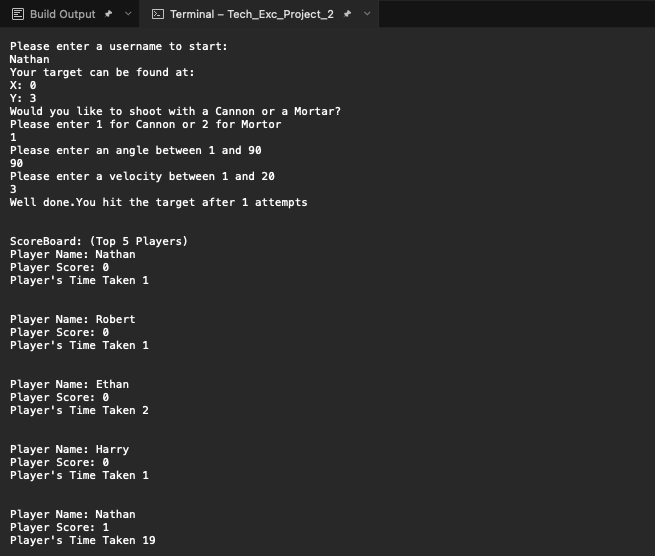 Build Output
Terminal – Tech_Exc_Project_2
Please enter a username to start:
Nathan
Your target can be found at:
X: 0
Y: 3
Would you like to shoot with a Cannon or a Mortar?
Please enter 1 for Cannon or 2 for Mortor
1
Please enter an angle between 1 and 90
90
Please enter a velocity between 1 and 20
3
Well done.You hit the target after 1 attempts
ScoreBoard: (Top 5 Players)
Player Name: Nathan
Player Score: 0
Player's Time Taken 1
Player Name: Robert
Player Score: 0
Player's Time Taken 1
Player Name: Ethan
Player Score: 0
Player's Time Taken 2
Player Name: Harry
Player Score: 0
Player's Time Taken 1
Player Name: Nathan
Player Score: 1
Player's Time Taken 19